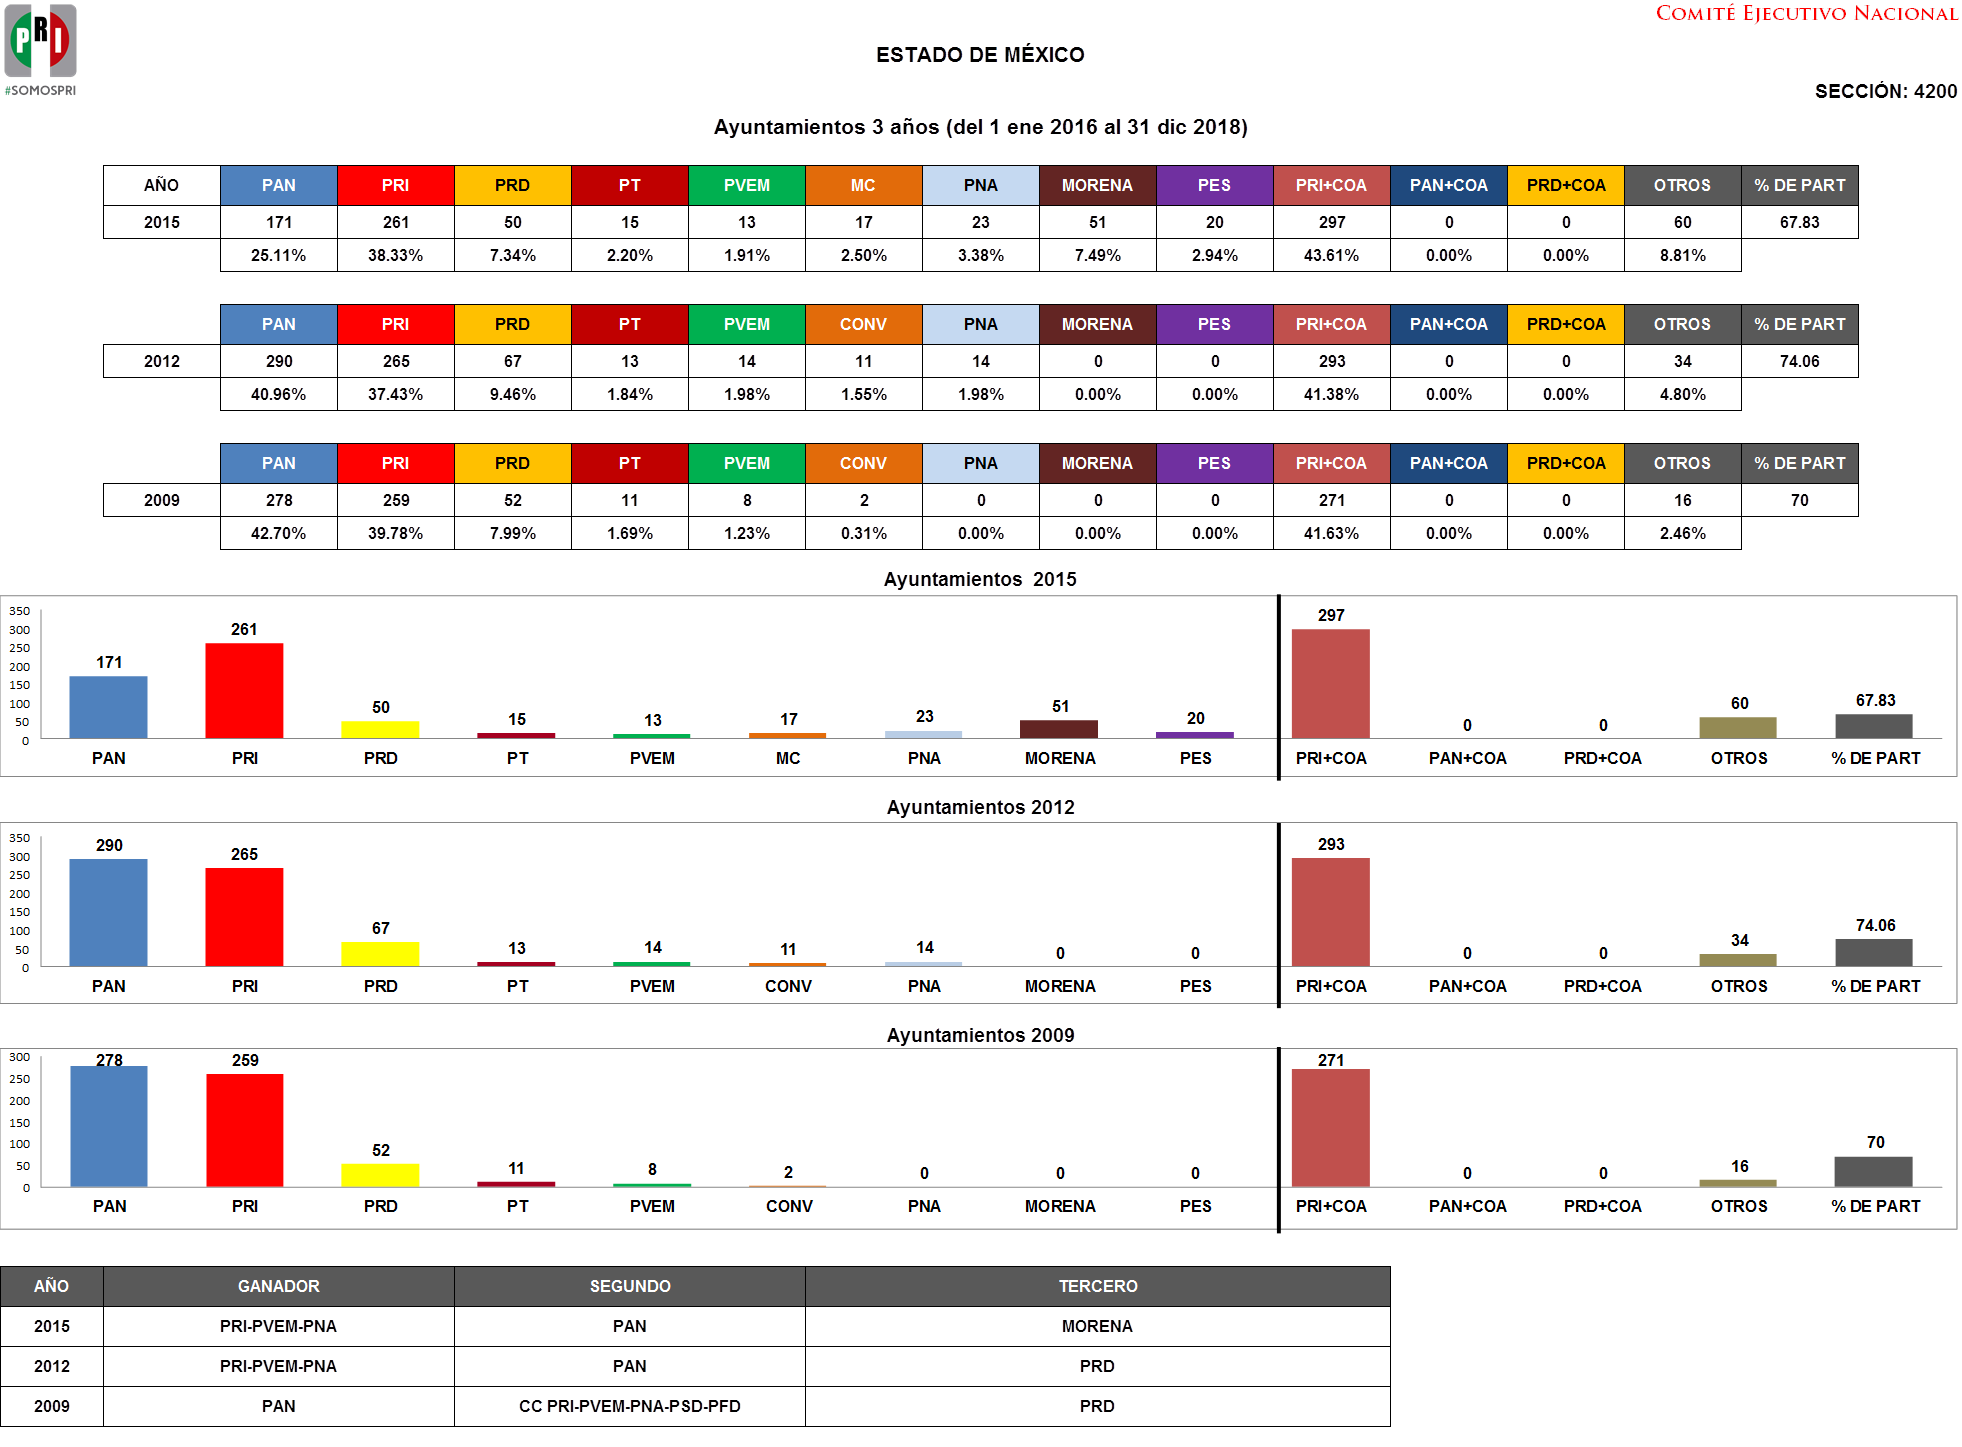 PRI
#SOMOSPRI
COMITÉ EJECUTIVO NACIONAL
ESTADO DE MÉXICO
SECCIÓN: 4200
Ayuntamientos 3 años (del 1 ene 2016 al 31 dic 2018)
AÑO PAN PRI PRD PT PVEM MC PNA MORENA PES PRI+COA PAN+COA PRD+COA OTROS % DE PART
2015 171 261 50 15 13 17 23 51 20 297 0 0 60 67.83
25.11% 38.33% 7.34% 2.20% 1.91% 2.50% 3.38% 7.49% 2.94% 43.61% 0.00% 0.00% 8.81%
PAN PRI PRD PT PVEM CONV PNA MORENA PES PRI+COA PAN+COA PRD+COA OTROS % DE PART
2012 290 265 67 13 14 11 14 0 0 293 0 0 34 74.06
40.96% 37.43% 9.46% 1.84% 1.98% 1.55% 1.98% 0.00% 0.00% 41.38% 0.00% 0.00% 4.80%
PAN PRI PRD PT PVEM CONV PNA MORENA PES PRI+COA PAN+COA PRD+COA OTROS % DE PART
2009 278 259 52 11 8 2 0 0 0 271 0 0 16 70
42.70% 39.78% 7.99% 1.69% 1.23% 0.31% 0.00% 0.00% 0.00% 41.63% 0.00% 0.00% 2.46%
Ayuntamientos 2015
350
300
250
200
150
100
50
0
171 261 50 15 13 17 23 51 20 297 0 0 60 67.83
PAN PRI PRD PT PVEM MC PNA MORENA PES PRI+COA PAN+COA PRD+COA OTROS % DE PART
Ayuntamientos 2012
350
300
250
200
150
100
50
0
290 265 67 13 14 11 14 0 0 293 0 0 34 74.06
PAN PRI PRD PT PVEM CONV PNA MORENA PES PRI+COA PAN+COA PRD+COA OTROS % DE PART
Ayuntamientos 2009
300
250
200
150
100
50
0
278 259 52 11 8 2 0 0 0 271 0 0 16 70
PAN PRI PRD PT PVEM CONV PNA MORENA PES PRI+COA PAN+COA PRD+COA OTROS % DE PART
AÑO GANADOR SEGUNDO TERCERO
2015 PRI-PVEM-PNA PAN MORENA
2012 PRI-PVEM-PNA PAN PRD
2009 PAN CC PRI-PVEM-PNA-PSD-PFD PRD